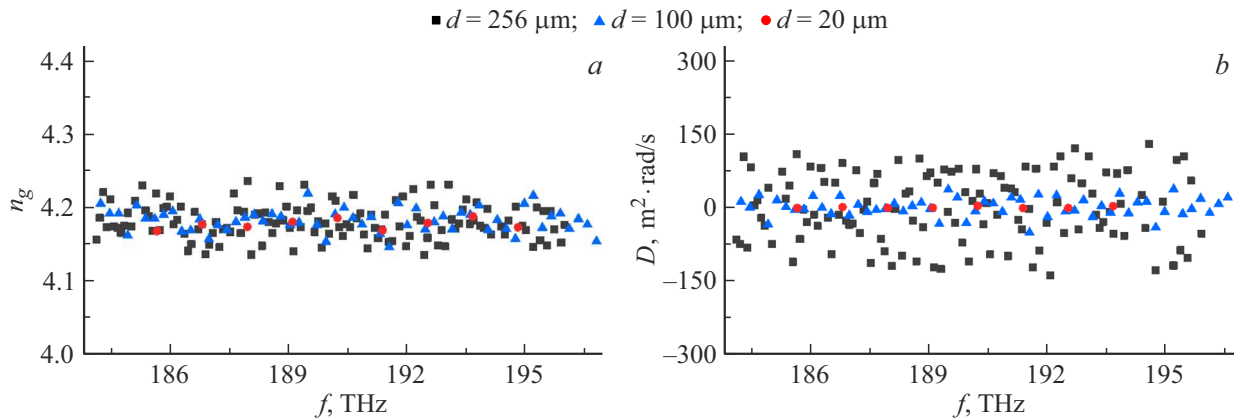 d = 256 μm; d = 100 μm; d = 20 μm
a
4.4
4.3
4.2
4.1
4.0
n_g
186 189 192 195
f, THz
b
300
150
0
–150
–300
D, m²·rad/s
186 189 192 195
f, THz